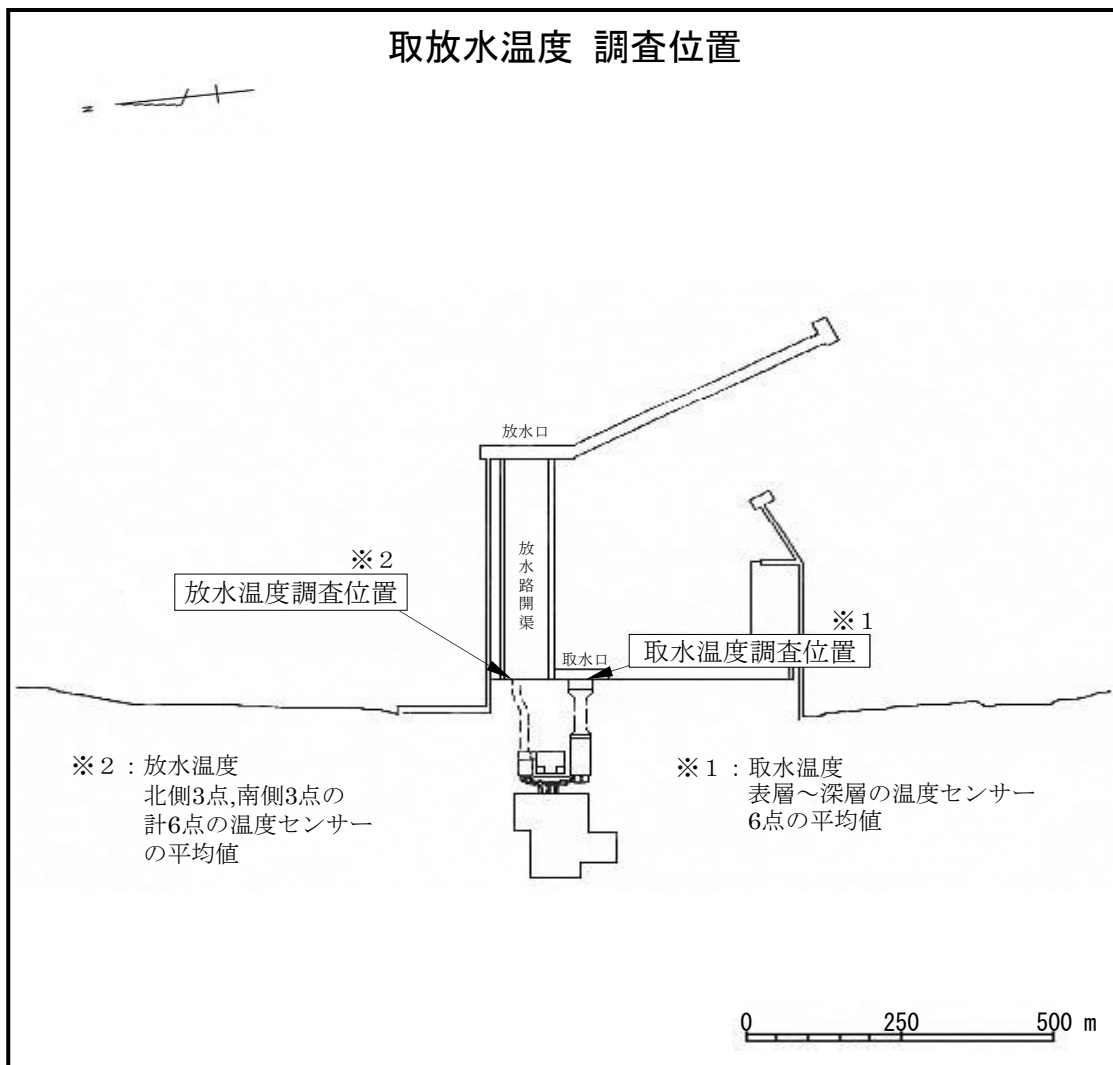 取放水温度 調査位置
N
放水口
※２
放水路開渠
放水温度調査位置
※１
取水口
取水温度調査位置
※２：放水温度
北側3点,南側3点の
計6点の温度センサー
の平均値
※１：取水温度
表層～深層の温度センサー
6点の平均値
0 250 500 m